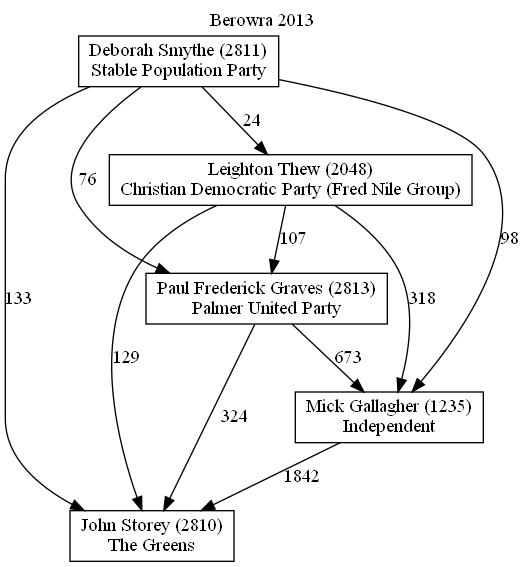 Berowra 2013
Deborah Smythe (2811)
Stable Population Party
24
76
98
Leighton Thew (2048)
Christian Democratic Party (Fred Nile Group)
107
133
318
129
Paul Frederick Graves (2813)
Palmer United Party
673
324
Mick Gallagher (1235)
Independent
1842
John Storey (2810)
The Greens